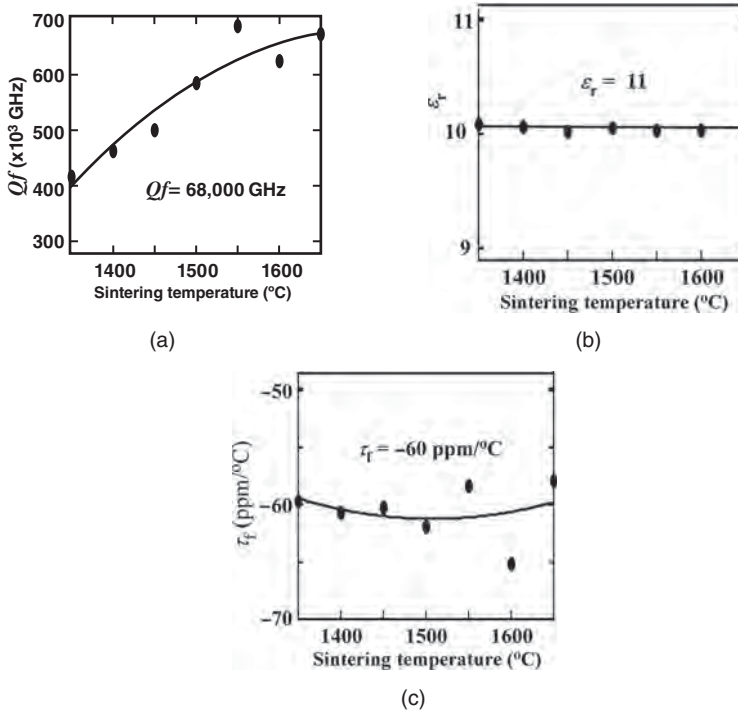 700
600
500
400
300
Qf (x10³ GHz)
Qf= 68,000 GHz
1400 1500 1600
Sintering temperature (ºC)
(a)
11
10
9
εr
εr = 11
1400 1500 1600
Sintering temperature (ºC)
(b)
–50
–60
–70
τf (ppm/ºC)
τf = –60 ppm/ºC
1400 1500 1600
Sintering temperature (ºC)
(c)